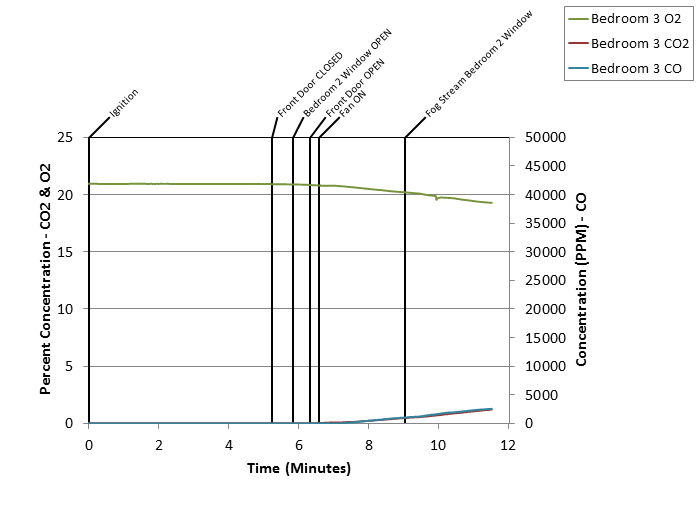 Bedroom 3 O2
Bedroom 3 CO2
Bedroom 3 CO
Ignition
Front Door CLOSED
Bedroom 2 Window OPEN
Front Door OPEN
Fan ON
Fog Stream Bedroom 2 Window
Percent Concentration - CO2 & O2
25
20
15
10
5
0
50000
45000
40000
35000
30000
25000
20000
15000
10000
5000
0
Concentration (PPM) - CO
0 2 4 6 8 10 12
Time (Minutes)